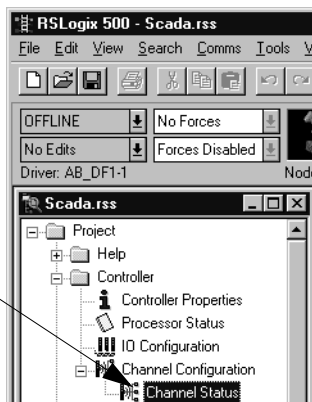 RSLogix 500 - Scada.rss
File Edit View Search Comms Tools V
OFFLINE No Forces
No Edits Forces Disabled
Driver: AB_DF1-1 Node
Scada.rss
Project
Help
Controller
Controller Properties
Processor Status
IO Configuration
Channel Configuration
Channel Status